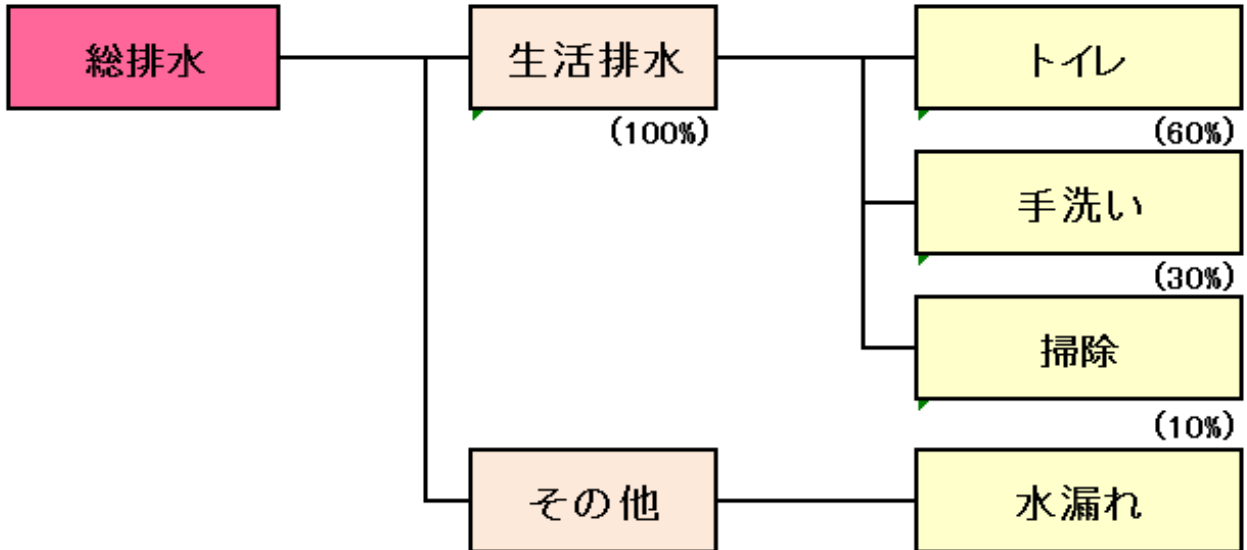 総排水
生活排水
トイレ
(100%)
(60%)
手洗い
(30%)
掃除
(10%)
その他
水漏れ